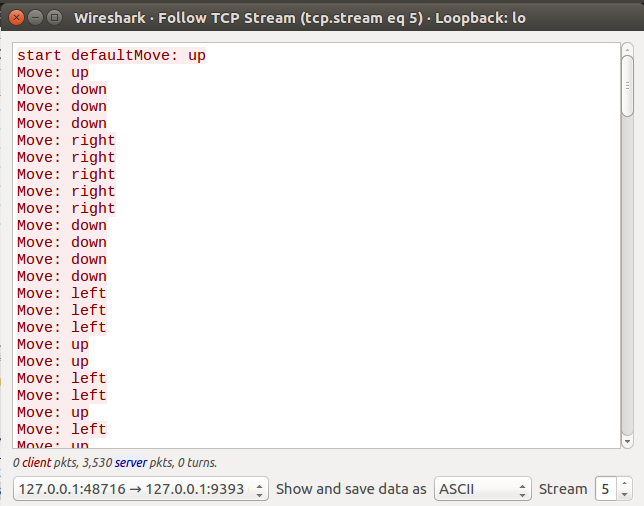 Wireshark · Follow TCP Stream (tcp.stream eq 5) · Loopback: lo
start defaultMove: up
Move: up
Move: down
Move: down
Move: down
Move: right
Move: right
Move: right
Move: right
Move: right
Move: down
Move: down
Move: down
Move: down
Move: left
Move: left
Move: left
Move: up
Move: up
Move: left
Move: left
Move: up
Move: left
Move: up
0 client pkts, 3,530 server pkts, 0 turns.
127.0.0.1:48716 → 127.0.0.1:9393 Show and save data as ASCII Stream 5